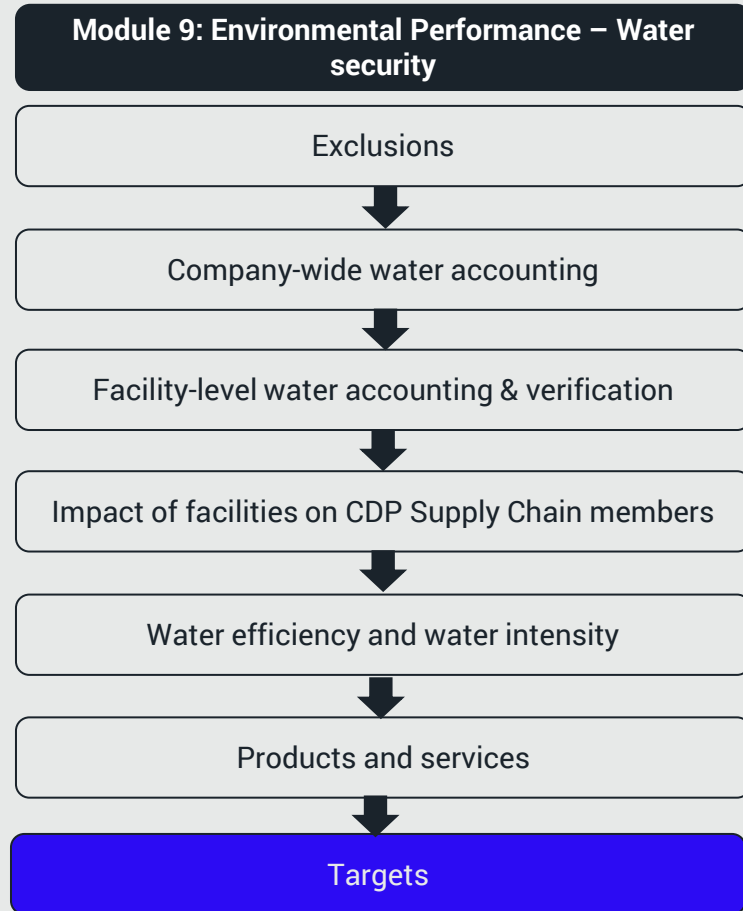 Module 9: Environmental Performance – Water
security
Exclusions
Company-wide water accounting
Facility-level water accounting & verification
Impact of facilities on CDP Supply Chain members
Water efficiency and water intensity
Products and services
Targets